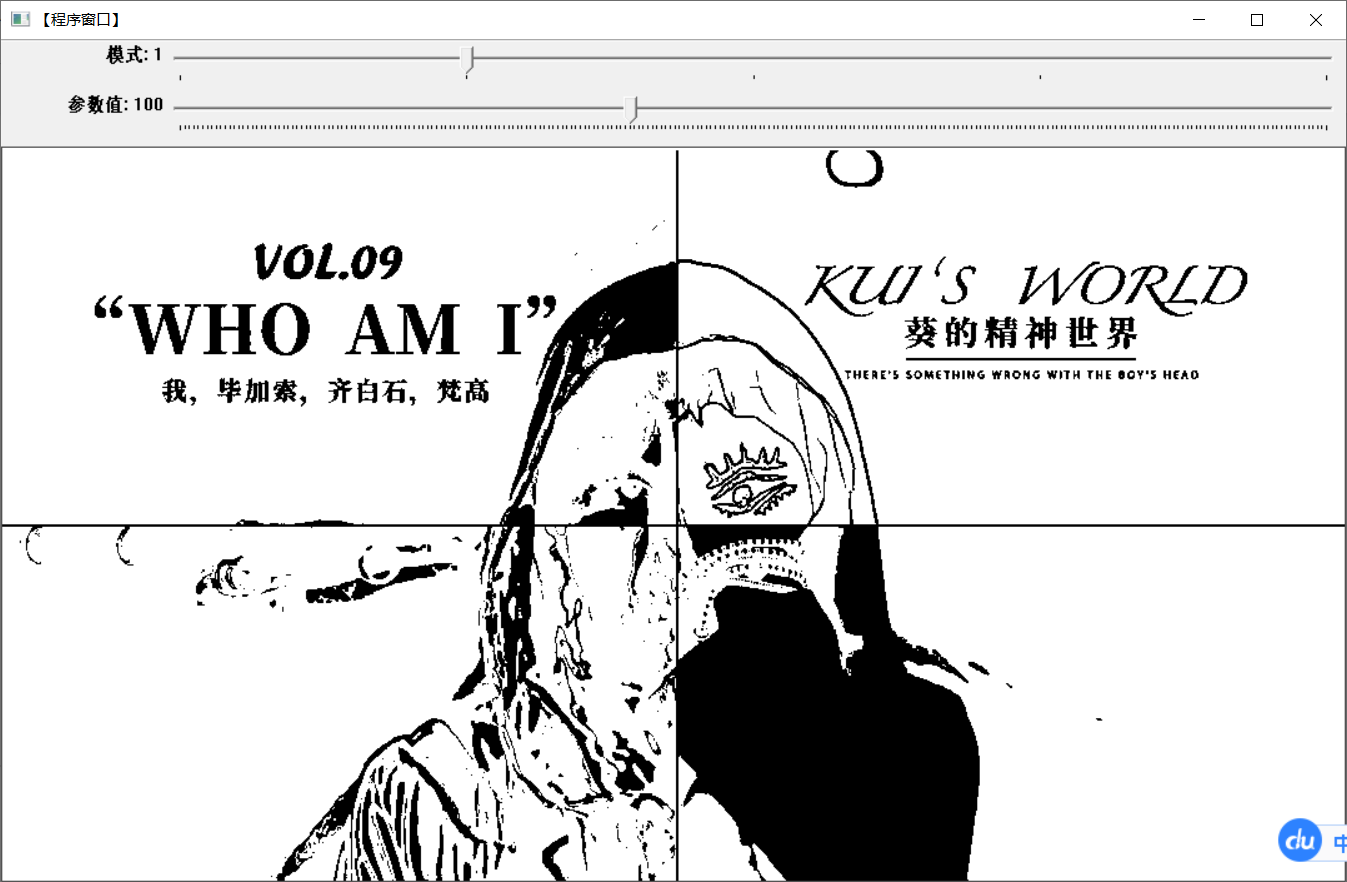 【程序窗口】
模式: 1
参数值: 100
VOL.09
“WHO AM I”
我，毕加索，齐白石，梵高
KUI‘S WORLD
葵的精神世界
THERE'S SOMETHING WRONG WITH THE BOY'S HEAD
du 中